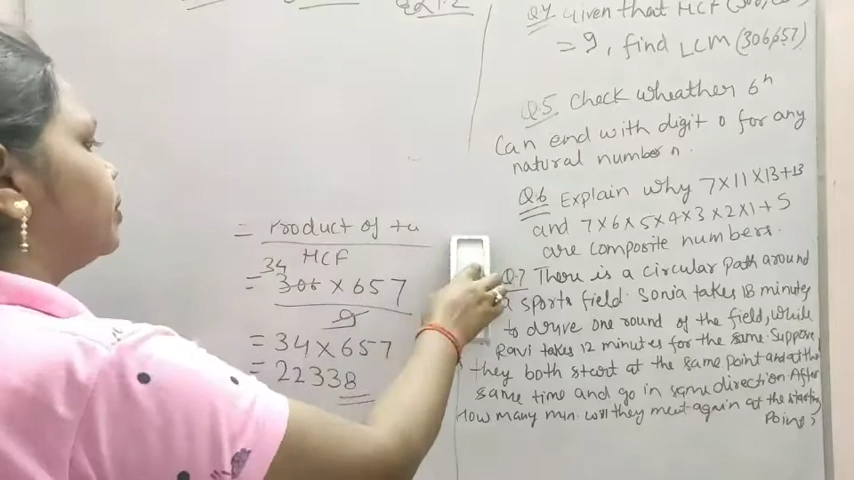 = Product of
HCF
34
= 306 × 657
9
= 34 × 657
= 22338
Q4 Given that HCF
= 9, find LCM (306,657)
Q.5 Check wheather 6ⁿ
Can end with digit 0 for any
natural number n.
Q.6 Explain why 7×11×13+13
and 7×6×5×4×3×2×1+5
are composite numbers.
Q.7 There is a circular path around
a sports field. Sonia takes 18 minutes
to drive one round of the field, while
Ravi takes 12 minutes for the same. Suppose
they both start at the same point and at the
same time and go in same direction. After
How many min. will they meet again at the starting
Point?